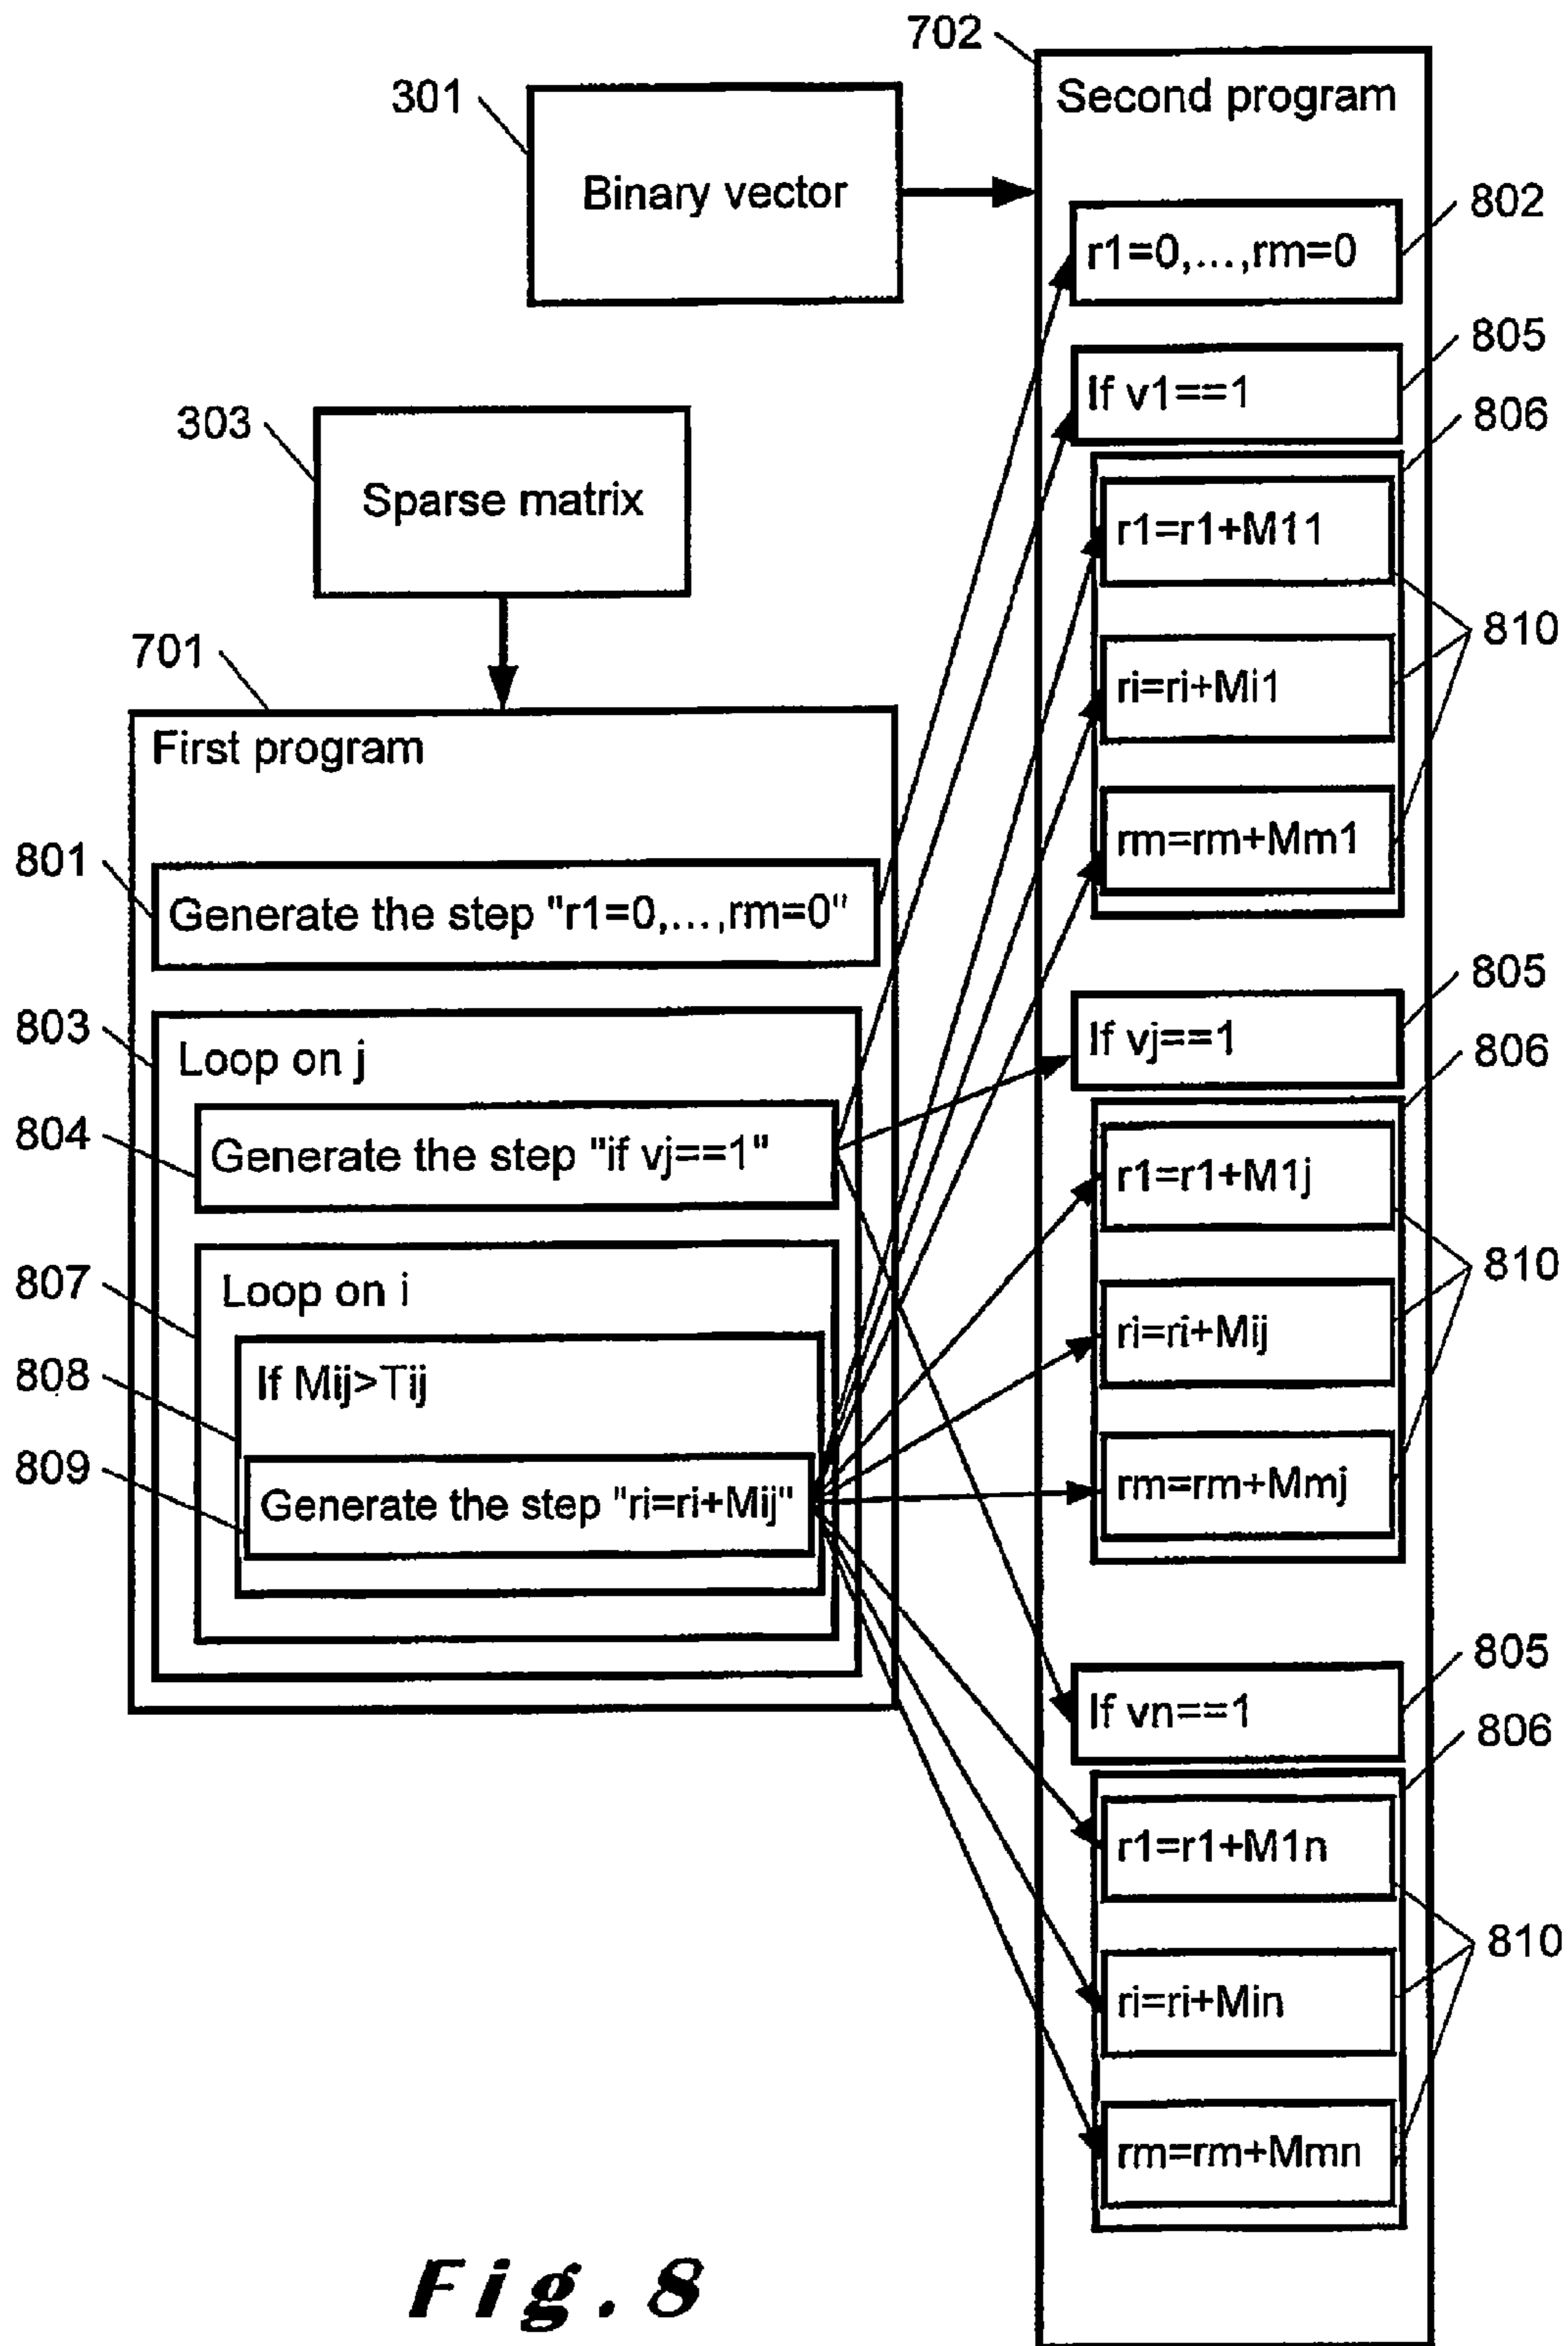 702
301
Second program
Binary vector
802
r1=0,...,rm=0
805
If v1==1
303
806
Sparse matrix
r1=r1+M11
810
701
ri=ri+Mi1
First program
rm=rm+Mm1
801
Generate the step "r1=0,...,rm=0"
805
803
If vj==1
Loop on j
806
804
Generate the step "if vj==1"
r1=r1+M1j
807
810
Loop on i
ri=ri+Mij
808
If Mij>Tij
809
Generate the step "ri=ri+Mij"
rm=rm+Mmj
805
If vn==1
806
r1=r1+M1n
810
ri=ri+Min
rm=rm+Mmn
Fig. 8